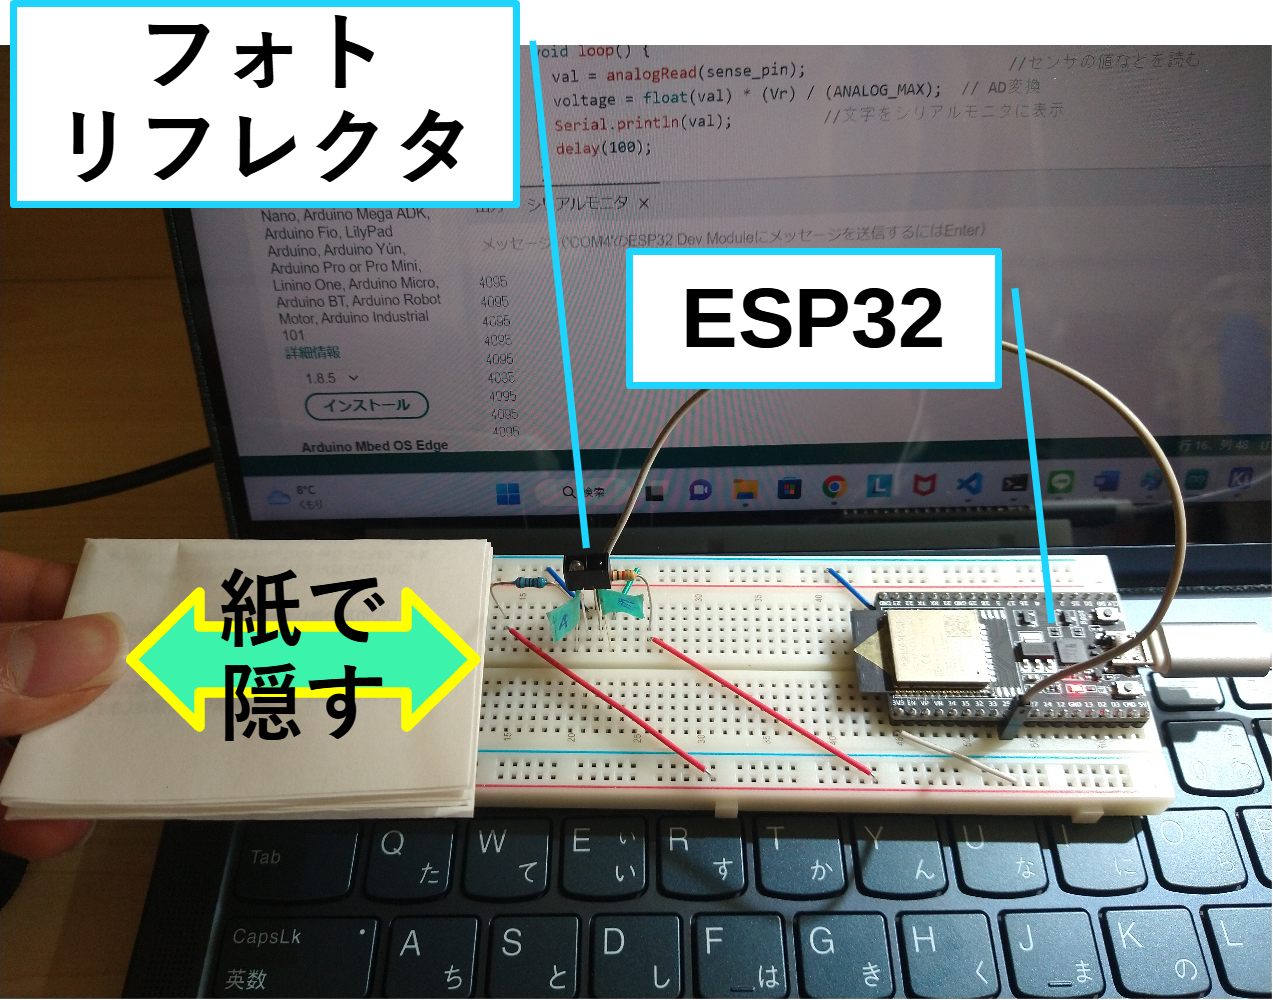 フォト
リフレクタ
void loop() {
val = analogRead(sense_pin);
//センサの値などを読む
voltage = float(val) * (Vr) / (ANALOG_MAX); // AD変換
Serial.println(val);
//文字をシリアルモニタに表示
delay(100);
シリアルモニタ ×
メッセージ ('COM4'のESP32 Dev Moduleにメッセージを送信するにはEnter)
Nano, Arduino Mega ADK,
Arduino Fio, LilyPad
Arduino, Arduino Yún,
Arduino Pro or Pro Mini,
Linino One, Arduino Micro,
Arduino BT, Arduino Robot
Motor, Arduino Industrial
101
詳細情報
1.8.5
インストール
Arduino Mbed OS Edge
4095
4095
4095
4095
4095
4095
4095
4095
4095
ESP32
行 16、列 48
8°C
くもり
検索
紙で
隠す
Tab
Q
た
W
て
E
ぃ
い
R
す
T
か
Y
ん
U
な
I
に
O
CapsLk
英数
A
ち
S
と
D
し
F
は
G
き
H
く
J
ま
K
の
L